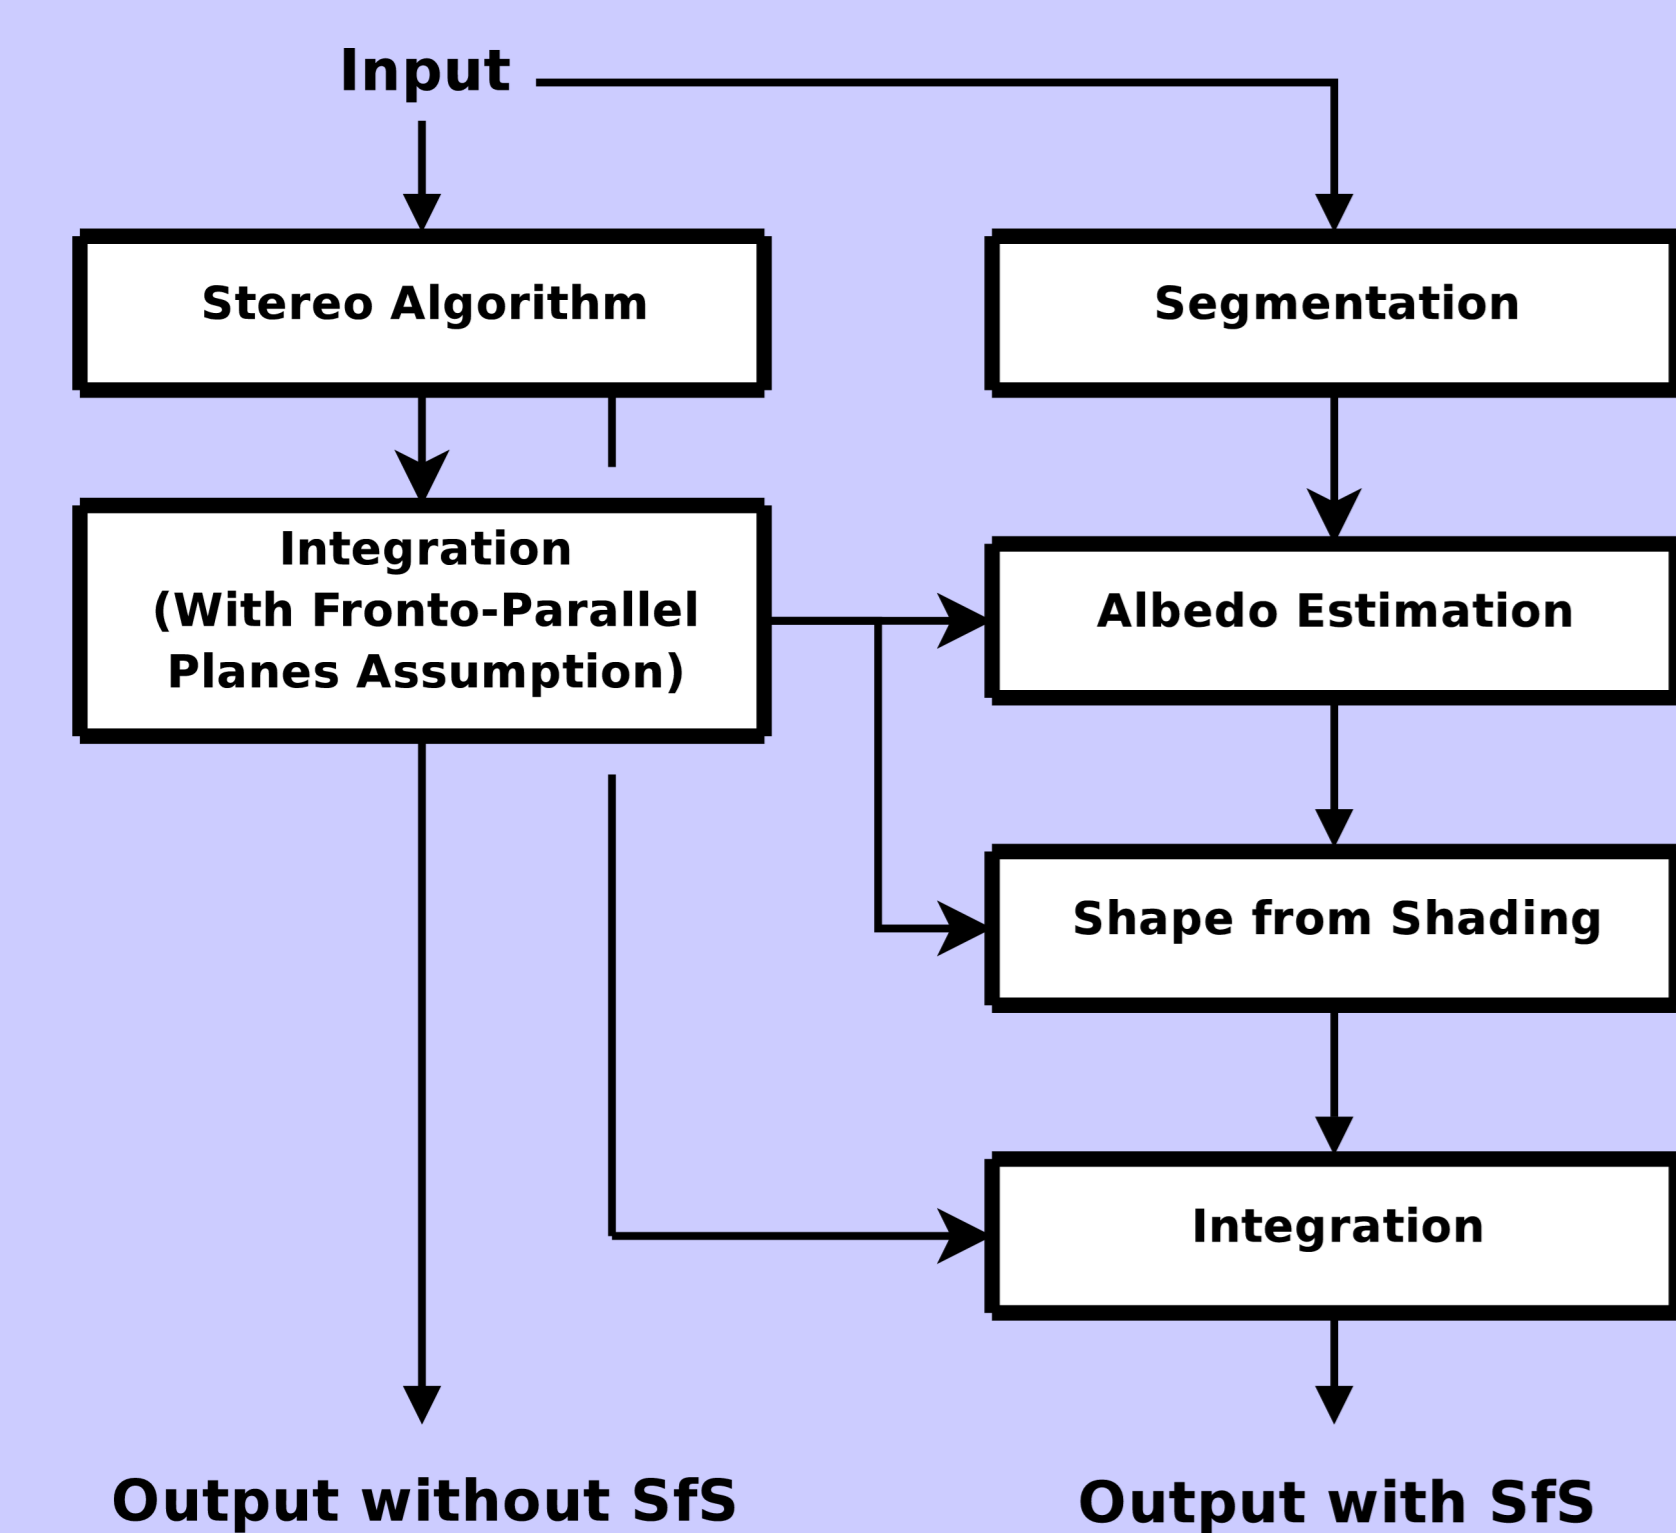 Input
Stereo Algorithm
Segmentation
Integration
(With Fronto-Parallel
Planes Assumption)
Albedo Estimation
Shape from Shading
Integration
Output without SfS
Output with SfS